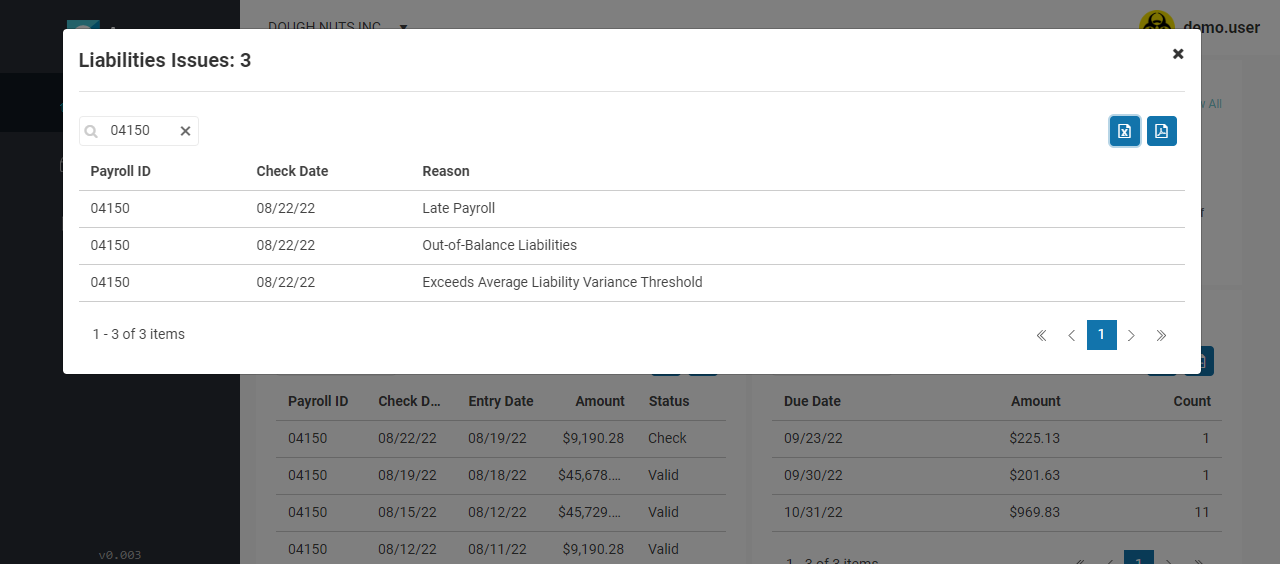 DOUGH NUTS INC
demo.user
Liabilities Issues: 3
All
04150
Payroll ID Check Date Reason
04150 08/22/22 Late Payroll
04150 08/22/22 Out-of-Balance Liabilities
04150 08/22/22 Exceeds Average Liability Variance Threshold
1 - 3 of 3 items 1
Payroll ID Check D... Entry Date Amount Status
04150 08/22/22 08/19/22 $9,190.28 Check
04150 08/19/22 08/18/22 $45,678.... Valid
04150 08/15/22 08/12/22 $45,729.... Valid
04150 08/12/22 08/11/22 $9,190.28 Valid
Due Date Amount Count
09/23/22 $225.13 1
09/30/22 $201.63 1
10/31/22 $969.83 11
1 - 3 of 3 items 1
v0.003